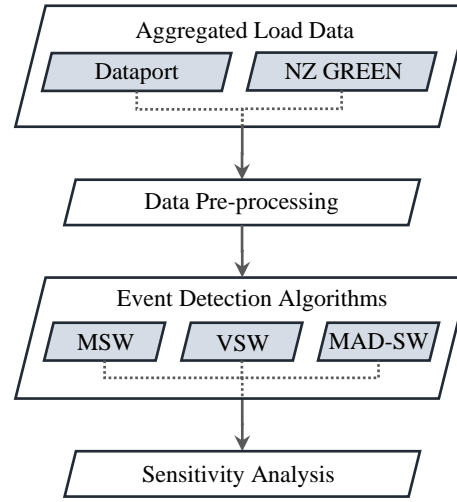 Aggregated Load Data
Dataport NZ GREEN
Data Pre-processing
Event Detection Algorithms
MSW VSW MAD-SW
Sensitivity Analysis